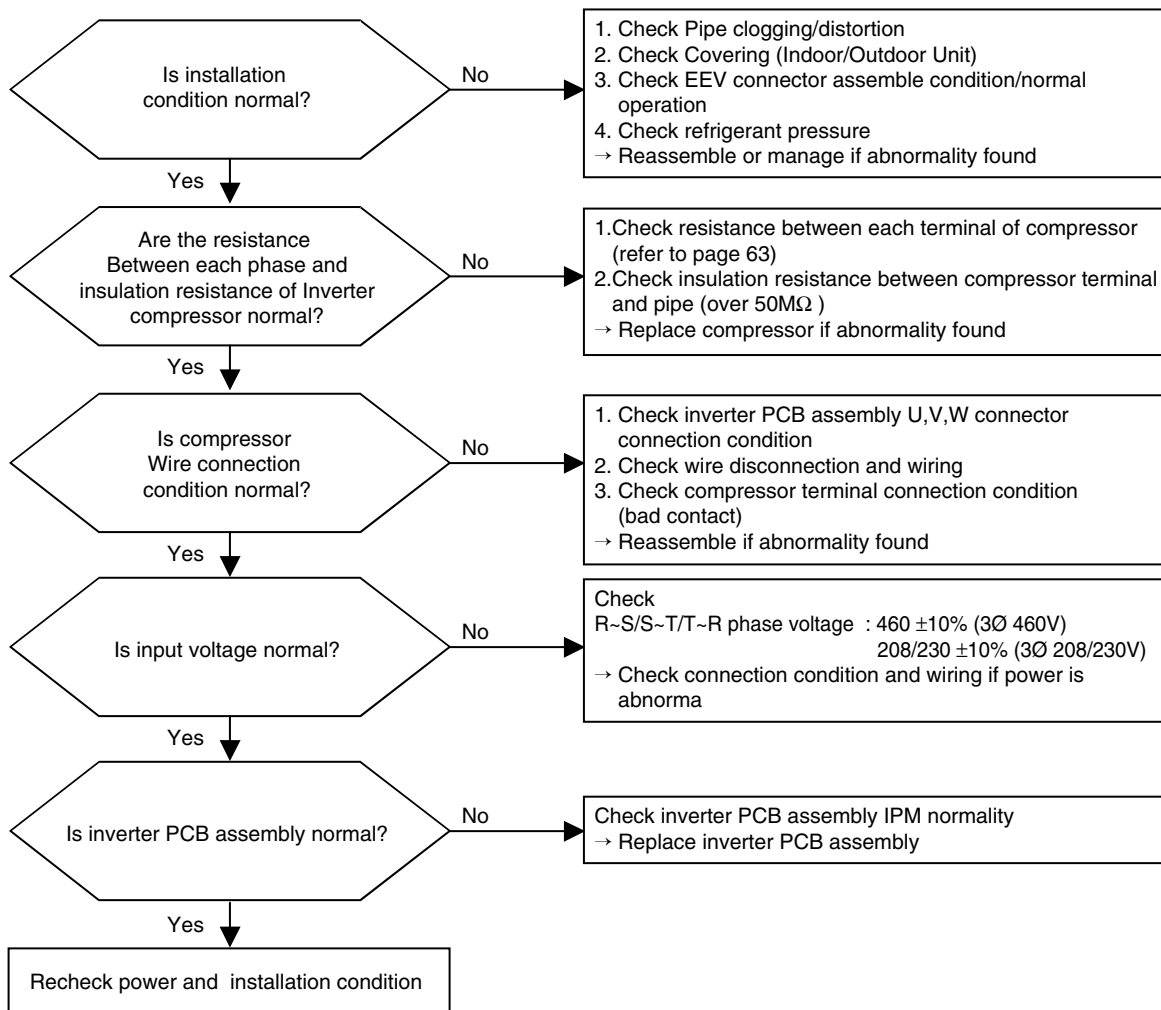 Is installation
condition normal?
No
1. Check Pipe clogging/distortion
2. Check Covering (Indoor/Outdoor Unit)
3. Check EEV connector assemble condition/normal
operation
4. Check refrigerant pressure
→ Reassemble or manage if abnormality found
Yes
Are the resistance
Between each phase and
insulation resistance of Inverter
compressor normal?
No
1.Check resistance between each terminal of compressor
(refer to page 63)
2.Check insulation resistance between compressor terminal
and pipe (over 50MΩ )
→ Replace compressor if abnormality found
Yes
Is compressor
Wire connection
condition normal?
No
1. Check inverter PCB assembly U,V,W connector
connection condition
2. Check wire disconnection and wiring
3. Check compressor terminal connection condition
(bad contact)
→ Reassemble if abnormality found
Yes
Is input voltage normal?
No
Check
R~S/S~T/T~R phase voltage : 460 ±10% (3Ø 460V)
208/230 ±10% (3Ø 208/230V)
→ Check connection condition and wiring if power is
abnorma
Yes
Is inverter PCB assembly normal?
No
Check inverter PCB assembly IPM normality
→ Replace inverter PCB assembly
Yes
Recheck power and installation condition